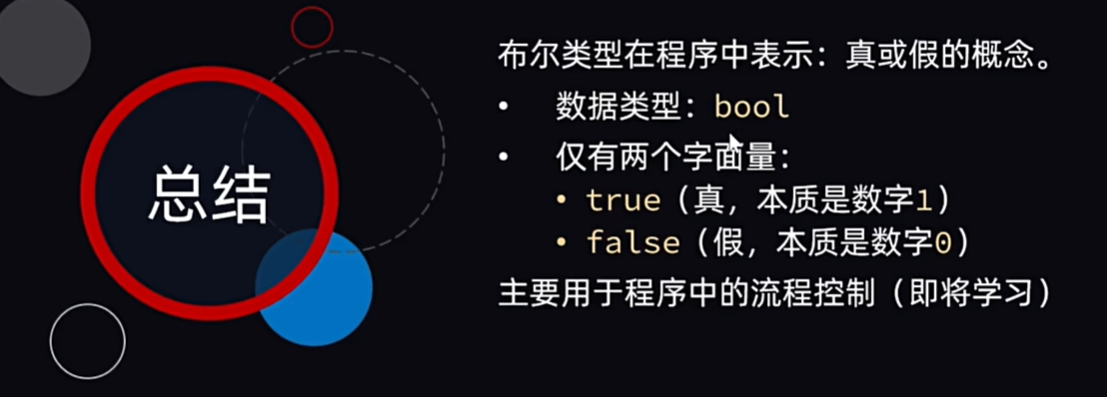 总结
布尔类型在程序中表示：真或假的概念。
• 数据类型：bool
• 仅有两个字面量：
• true（真，本质是数字1）
• false（假，本质是数字0）
主要用于程序中的流程控制（即将学习）